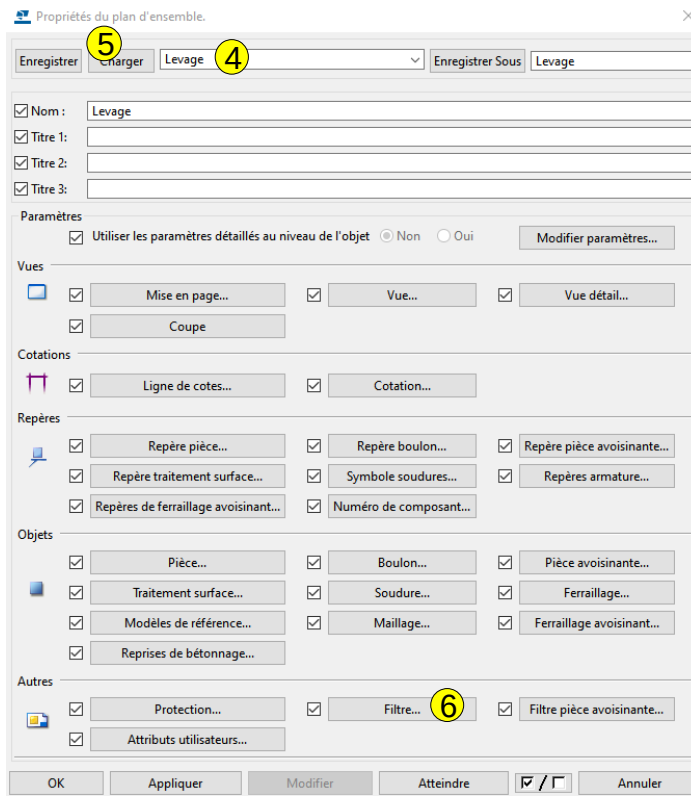 Propriétés du plan d'ensemble.
5
Enregistrer Charger Levage 4 Enregistrer Sous Levage
Nom : Levage
Titre 1:
Titre 2:
Titre 3:
Paramètres
Utiliser les paramètres détaillés au niveau de l'objet Non Oui Modifier paramètres...
Vues
Mise en page... Vue... Vue détail...
Coupe
Cotations
Ligne de cotes... Cotation...
Repères
Repère pièce... Repère boulon... Repère pièce avoisinante...
Repère traitement surface... Symbole soudures... Repères armature...
Repères de ferraillage avoisinant... Numéro de composant...
Objets
Pièce... Boulon... Pièce avoisinante...
Traitement surface... Soudure... Ferraillage...
Modèles de référence... Maillage... Ferraillage avoisinant...
Reprises de bétonnage...
Autres
Protection... Filtre... 6 Filtre pièce avoisinante...
Attributs utilisateurs...
OK Appliquer Modifier Atteindre / Annuler